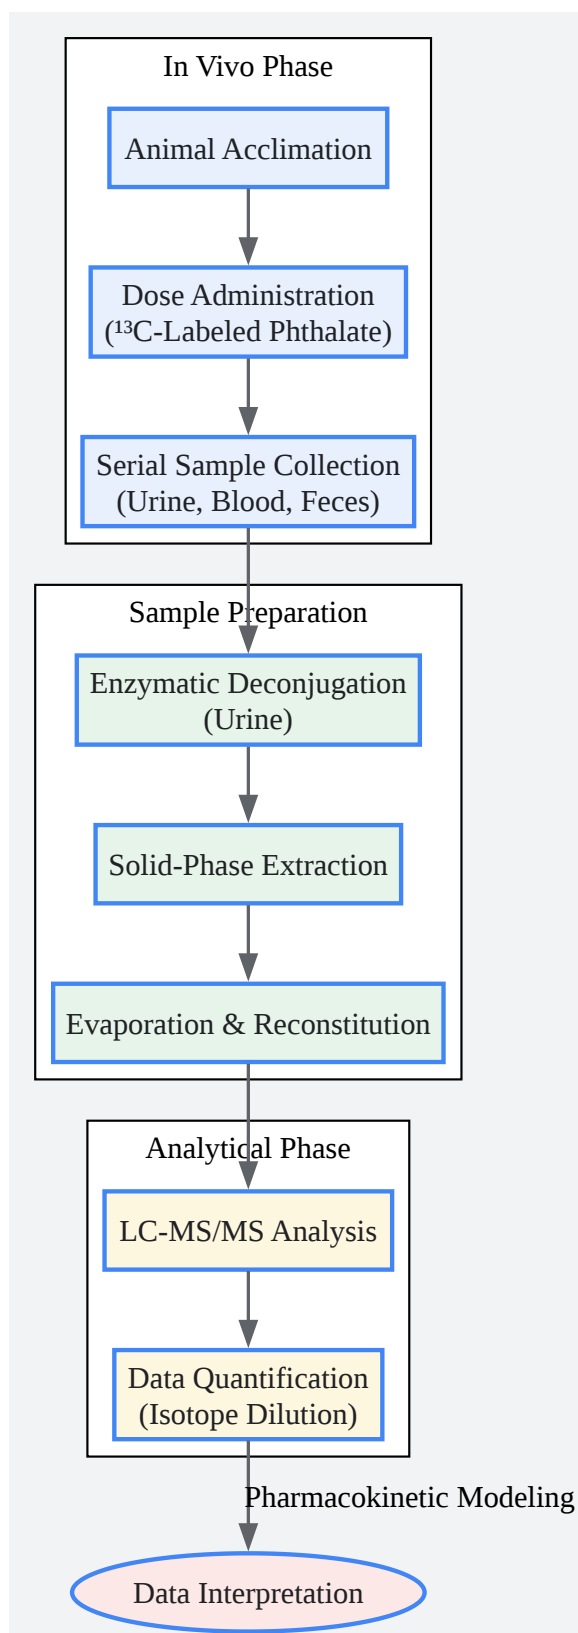 In Vivo Phase
Animal Acclimation
Dose Administration
(¹³C-Labeled Phthalate)
Serial Sample Collection
(Urine, Blood, Feces)
Sample Preparation
Enzymatic Deconjugation
(Urine)
Solid-Phase Extraction
Evaporation & Reconstitution
Analytical Phase
LC-MS/MS Analysis
Data Quantification
(Isotope Dilution)
Pharmacokinetic Modeling
Data Interpretation